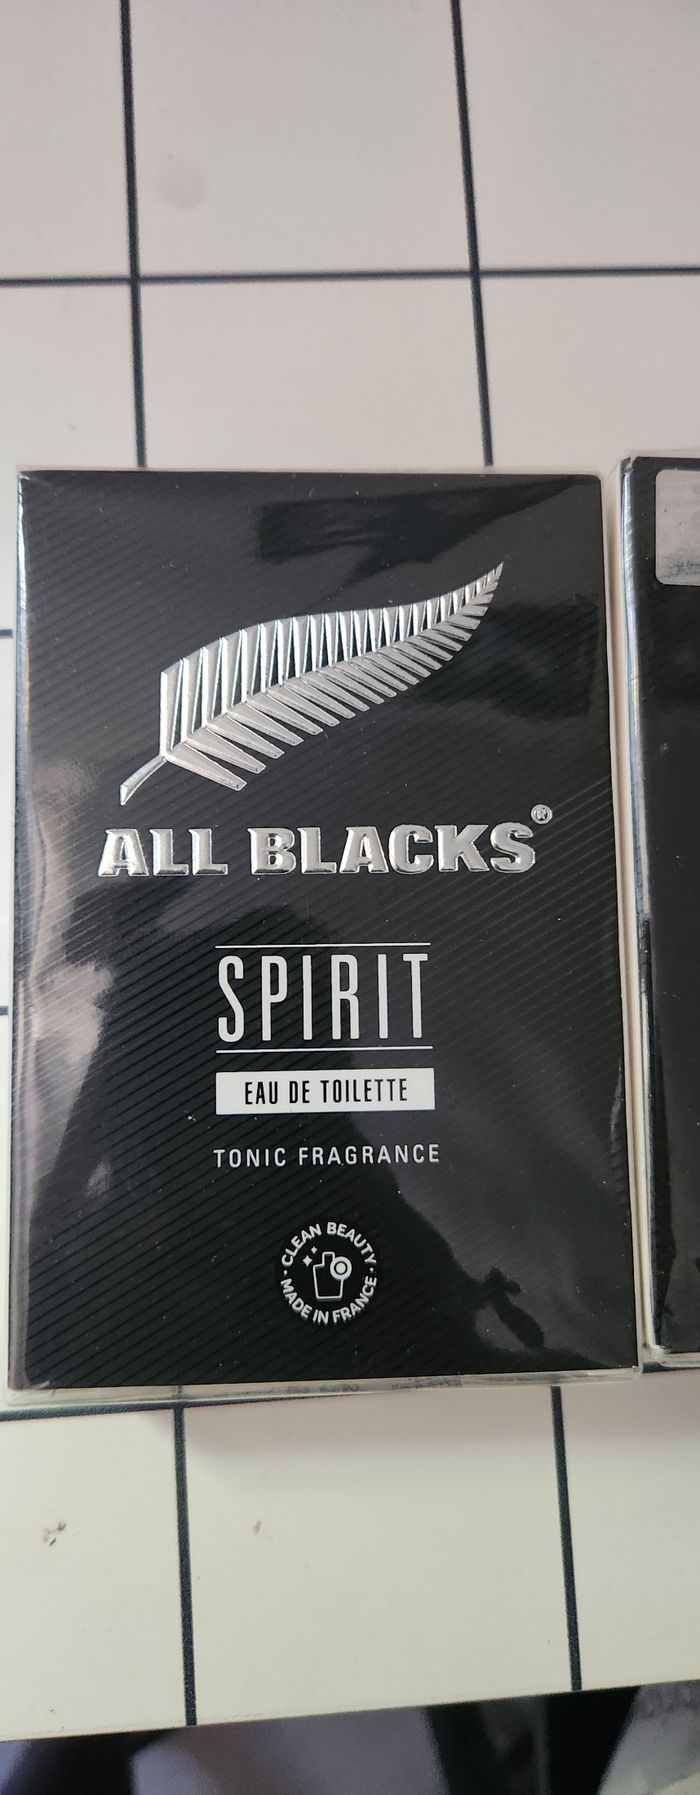 ALL BLACKS®
SPIRIT
EAU DE TOILETTE
TONIC FRAGRANCE
CLEAN BEAUTY
MADE IN FRANCE